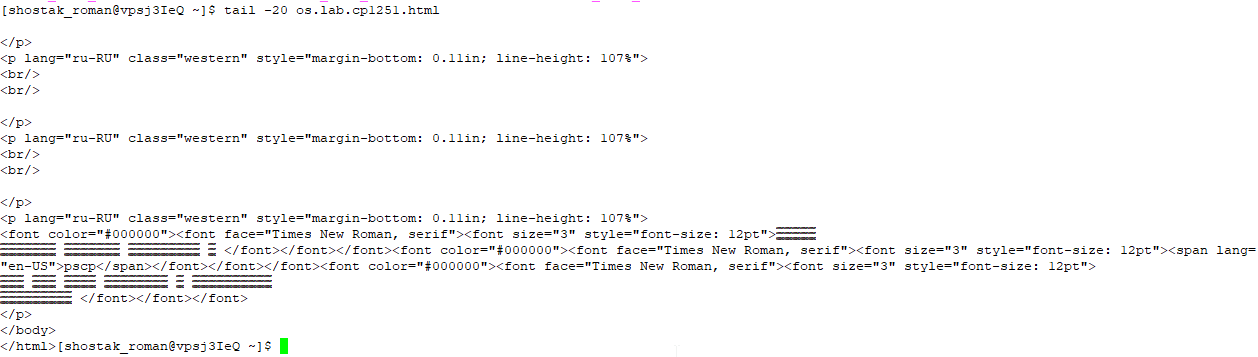 [shostak_roman@vpsj3IeQ ~]$ tail -20 os.lab.cp1251.html
</p>
<p lang="ru-RU" class="western" style="margin-bottom: 0.11in; line-height: 107%">
<br/>
<br/>
</p>
<p lang="ru-RU" class="western" style="margin-bottom: 0.11in; line-height: 107%">
<br/>
<br/>
</p>
<p lang="ru-RU" class="western" style="margin-bottom: 0.11in; line-height: 107%">
<font color="#000000"><font face="Times New Roman, serif"><font size="3" style="font-size: 12pt">
</font></font></font><font color="#000000"><font face="Times New Roman, serif"><font size="3" style="font-size: 12pt"><span lang=
"en-US">pscp</span></font></font></font><font color="#000000"><font face="Times New Roman, serif"><font size="3" style="font-size: 12pt">
</font></font></font>
</p>
</body>
</html>[shostak_roman@vpsj3IeQ ~]$